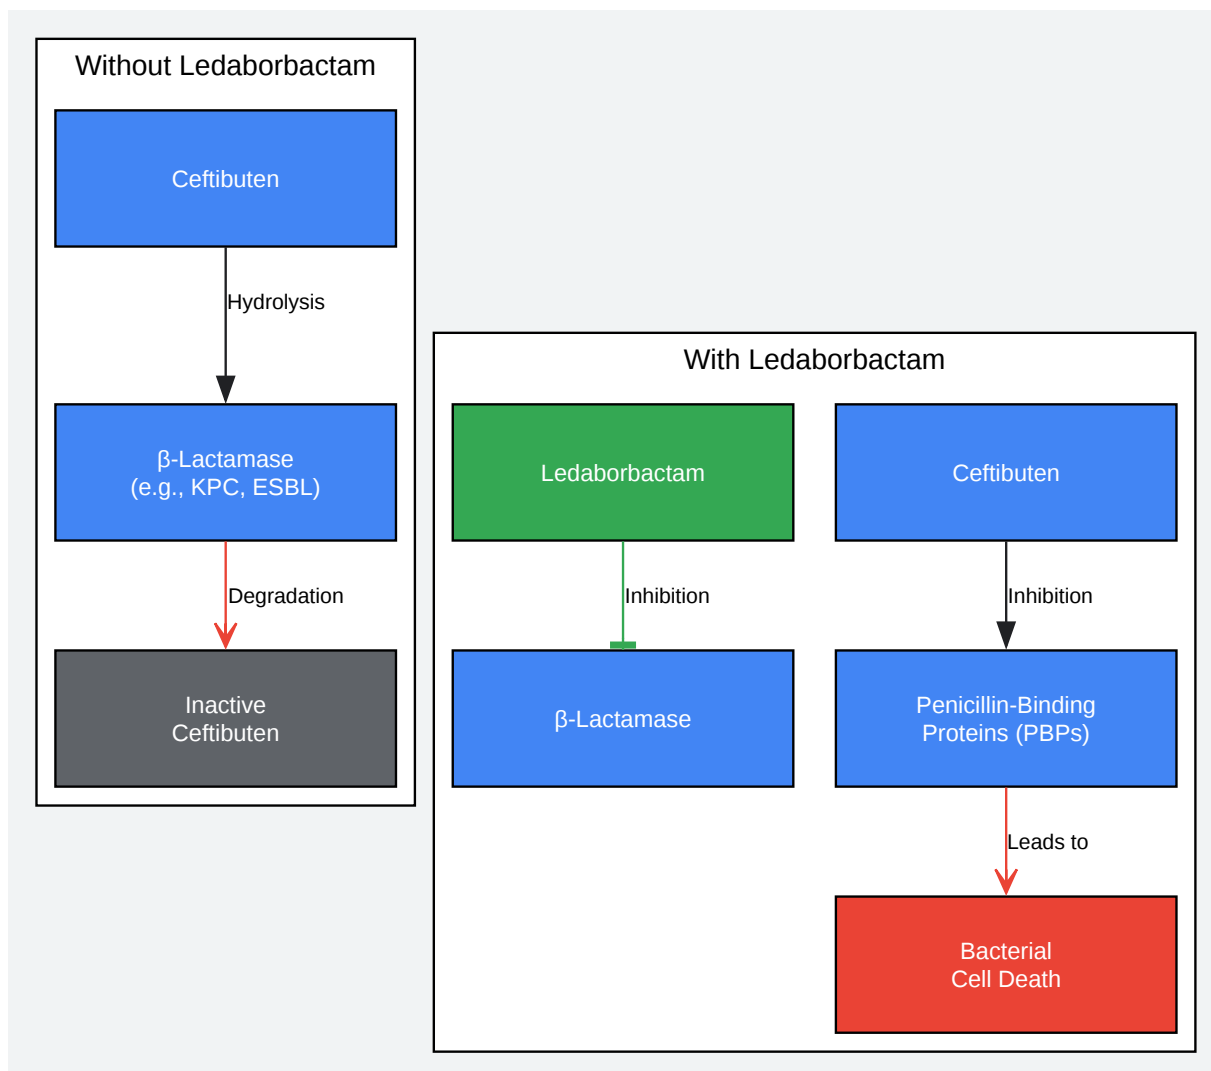 Without Ledaborbactam
Ceftibuten
Hydrolysis
β-Lactamase
(e.g., KPC, ESBL)
Degradation
Inactive
Ceftibuten
With Ledaborbactam
Ledaborbactam
Inhibition
β-Lactamase
Ceftibuten
Inhibition
Penicillin-Binding
Proteins (PBPs)
Leads to
Bacterial
Cell Death